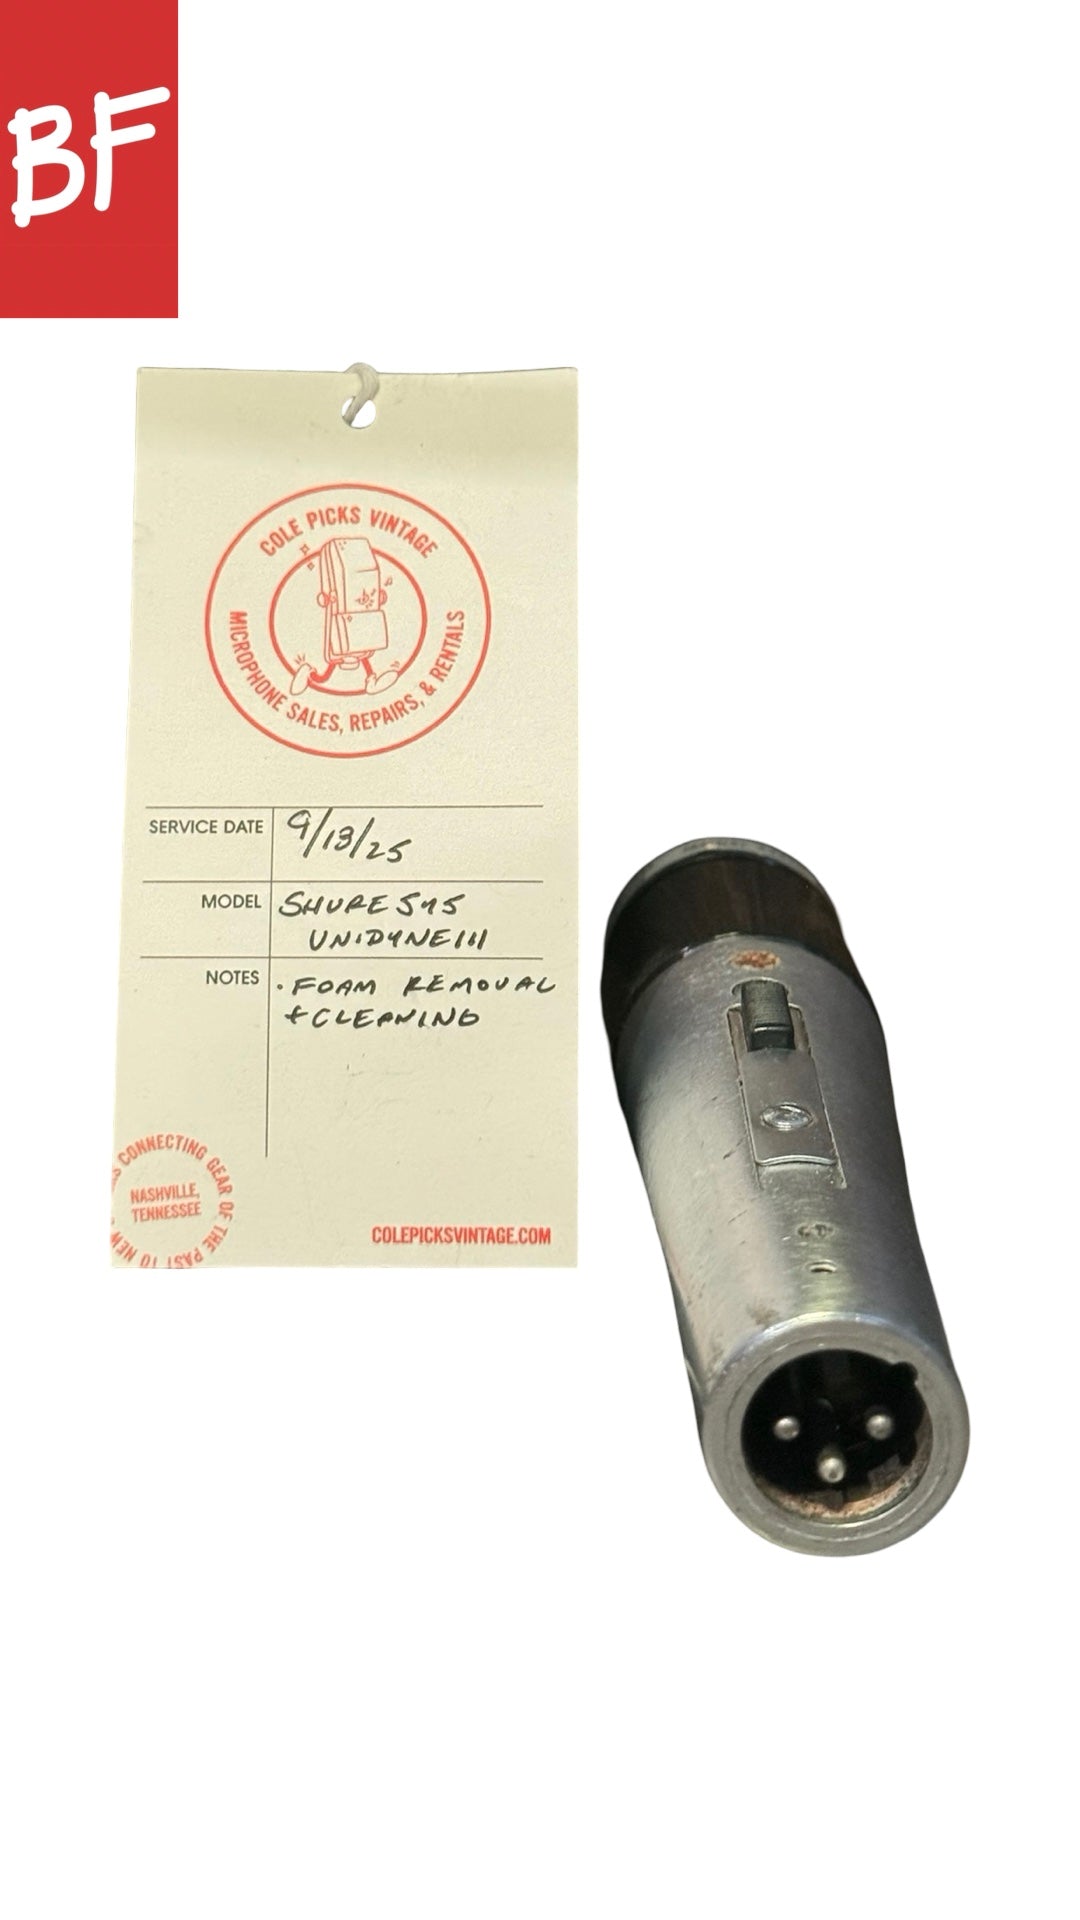 BF
COLE PICKS VINTAGE
MICROPHONE SALES, REPAIRS, & RENTALS
SERVICE DATE 9/13/25
MODEL SHURE 545
UNIDYNE III
NOTES • FOAM REMOVAL
+ CLEANING
CONNECTING GEAR OF THE PAST TO NEW
NASHVILLE,
TENNESSEE
COLEPICKSVINTAGE.COM